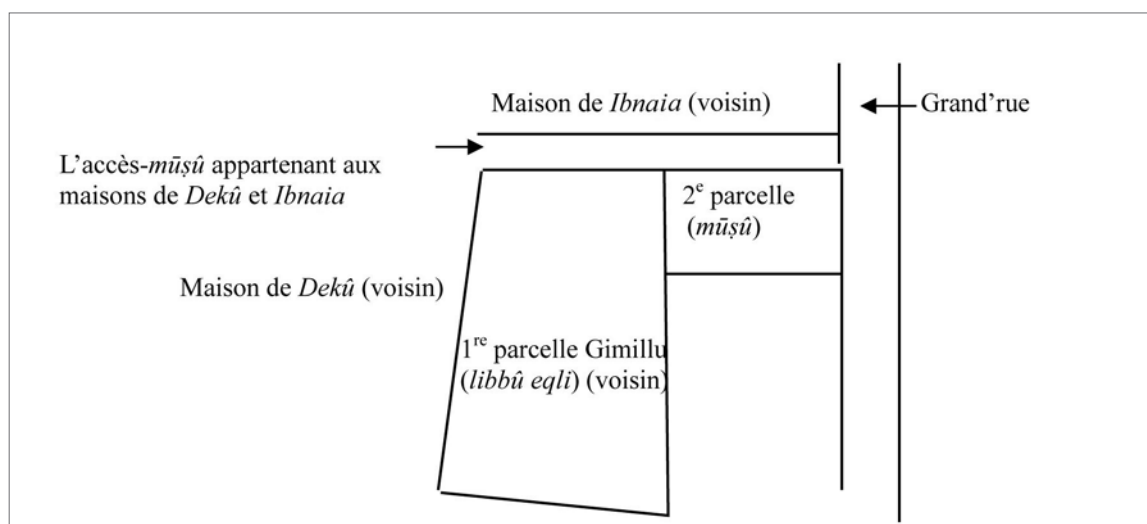 Maison de Ibnaia (voisin)
Grand’rue
L’accès-mūṣû appartenant aux
maisons de Dekû et Ibnaia
2e parcelle
(mūṣû)
Maison de Dekû (voisin)
1re parcelle Gimillu
(libbû eqli) (voisin)